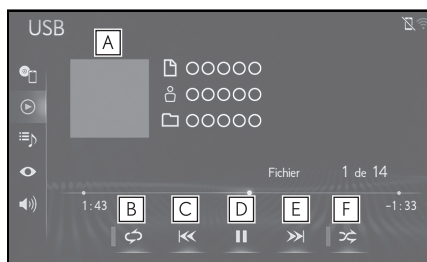 USB
A
OOOOO
OOOOO
OOOOO
Fichier 1 de 14
1:43 -1:33
B C D E F